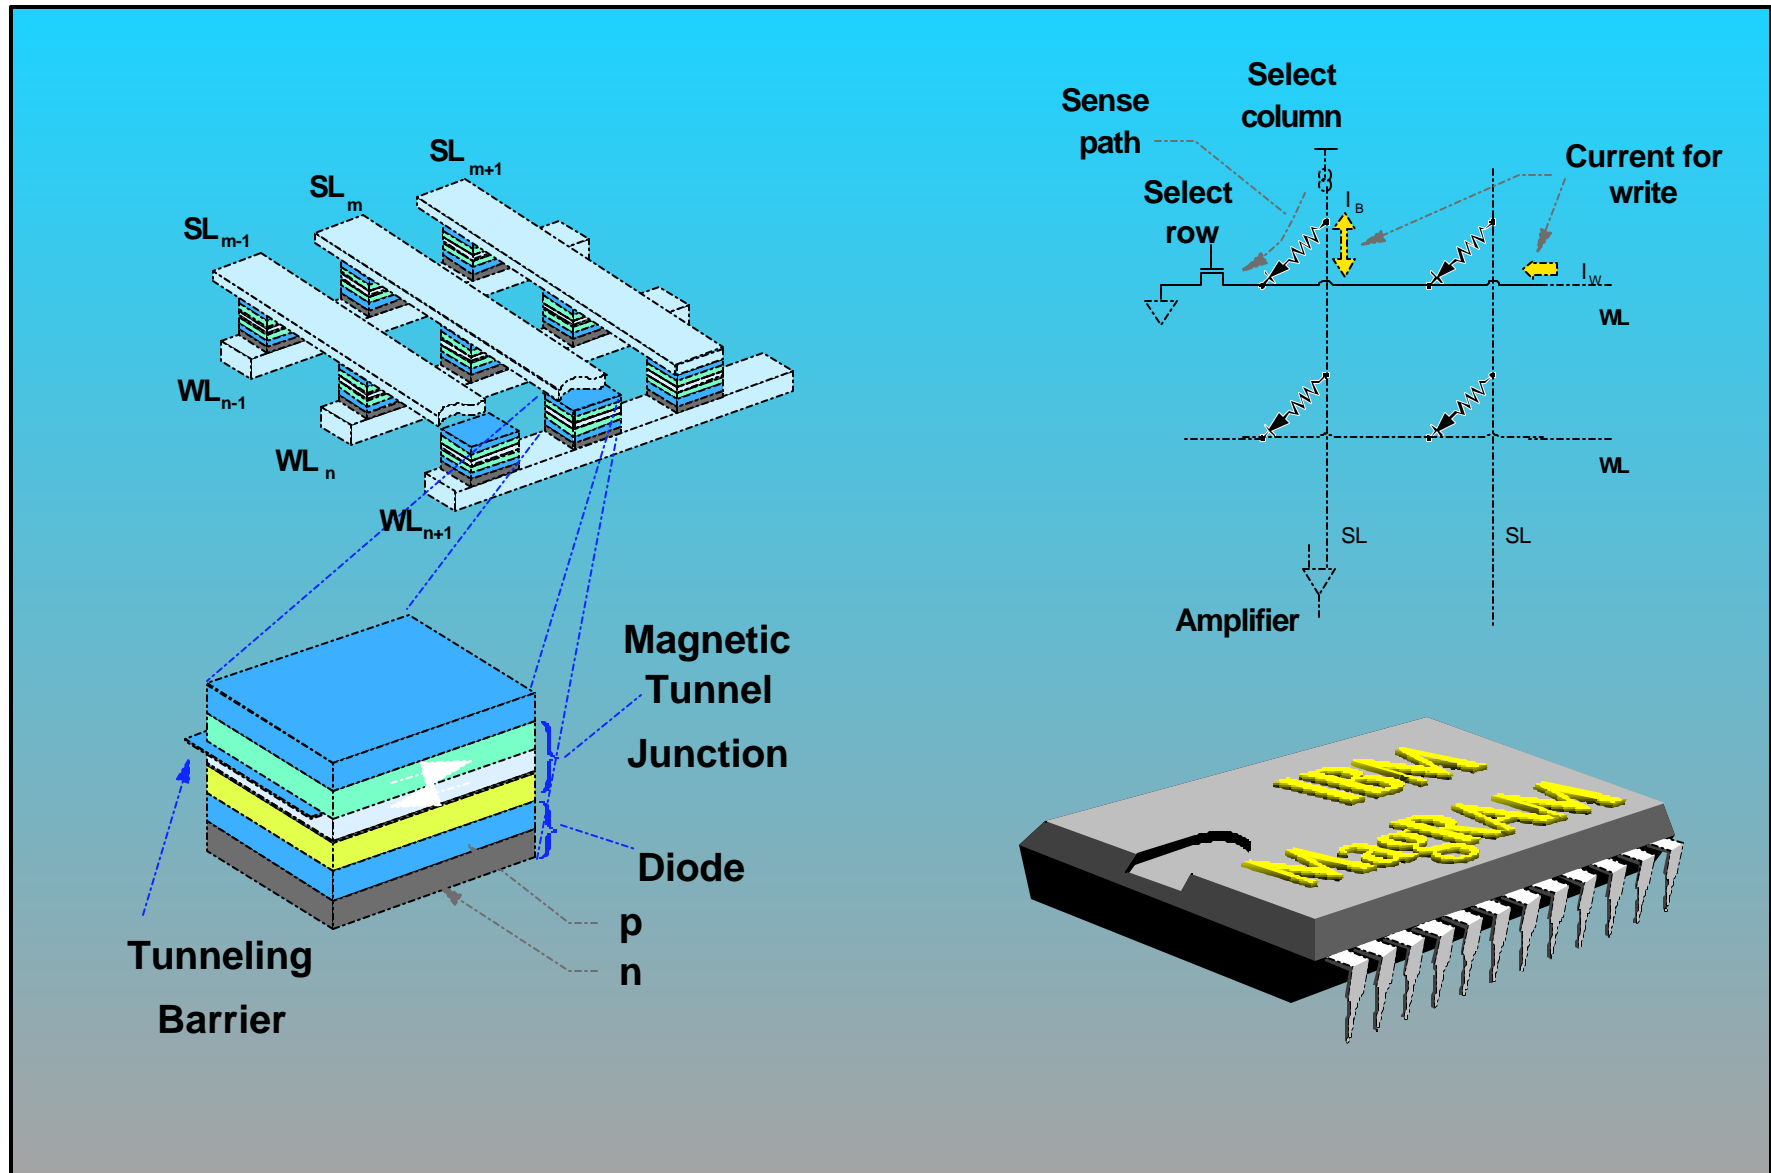 SL m+1
SL m
SL m-1
WL n-1
WL n
WL n+1
Magnetic
Tunnel
Junction
Diode
p
n
Tunneling
Barrier
Select
column
Sense
path
Select
row
Current for
write
I B
I W
WL
WL
SL
SL
Amplifier
IBM
MagRAM